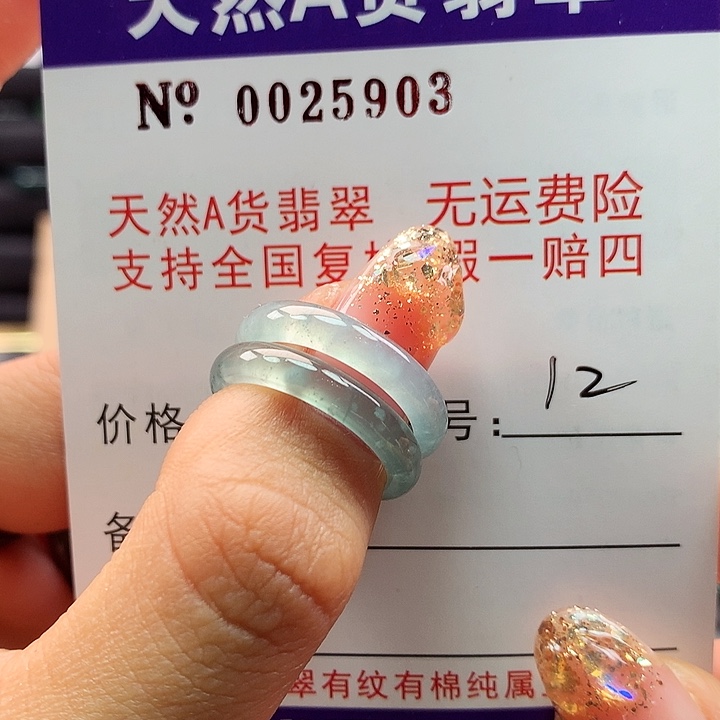 天然A货翡翠
Nº 0025903
天然A货翡翠 无运费险
支持全国复 假一赔四
价格 号: 12
备
翠有纹有棉纯属